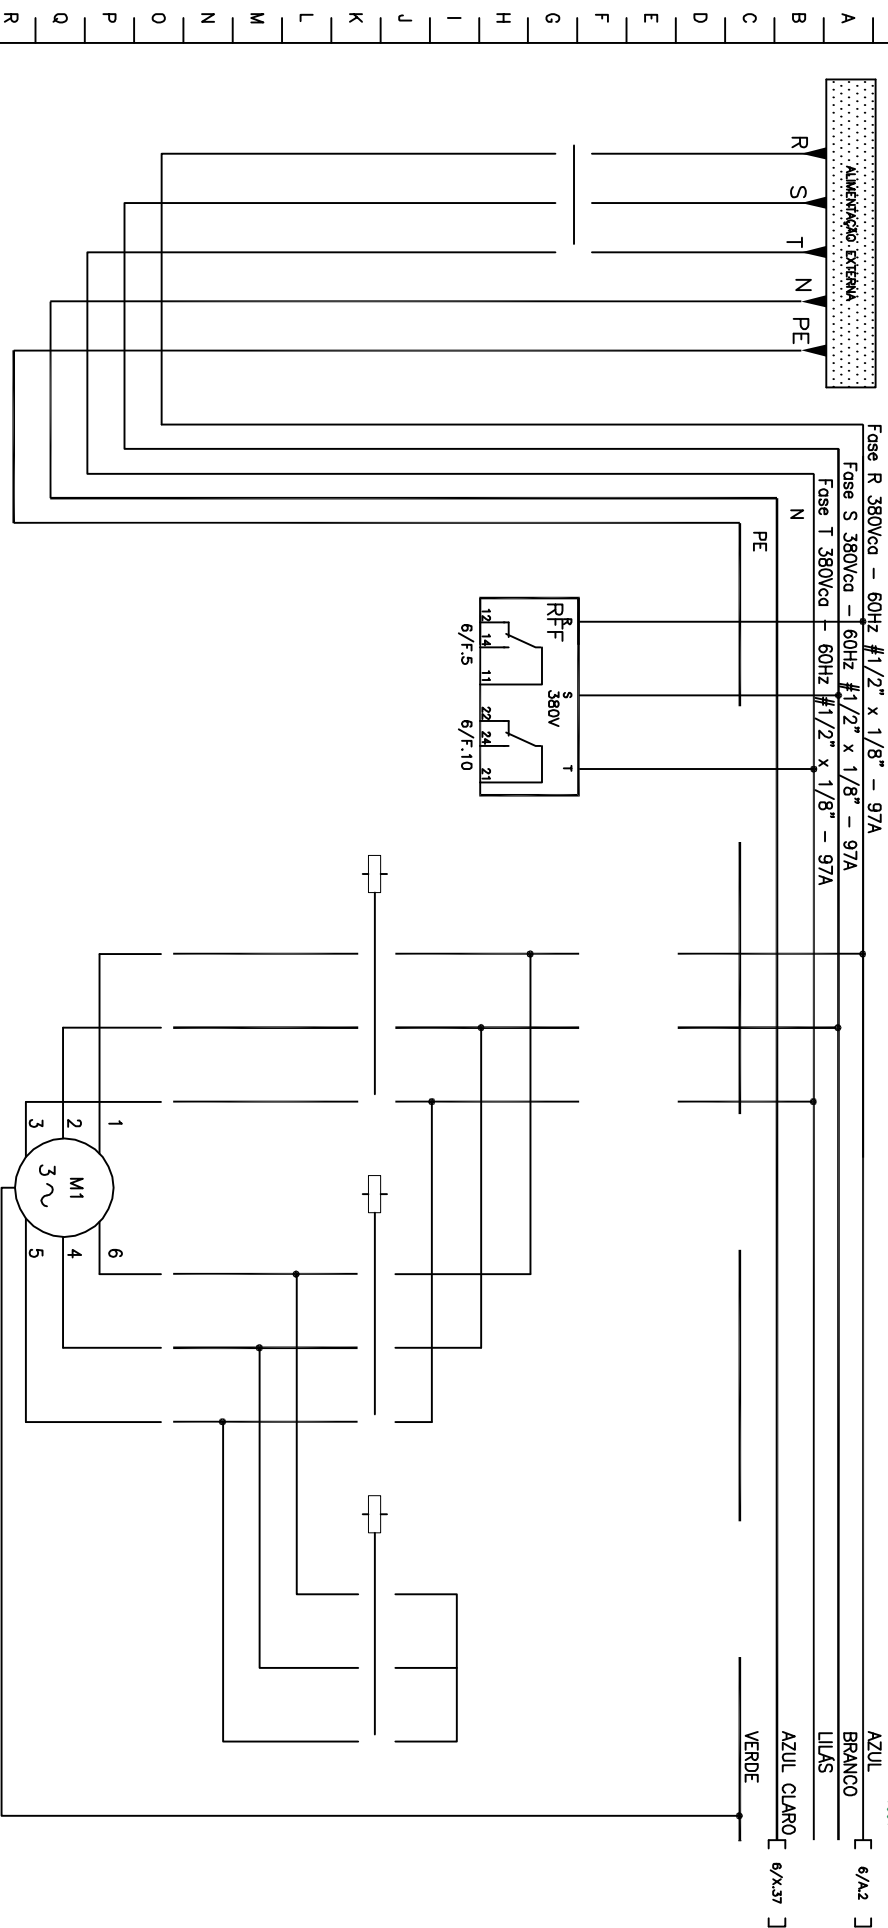 A
B
C
D
E
F
G
H
I
J
K
L
M
N
O
P
Q
R
ALIMENTAÇÃO EXTERNA
R
S
T
N
PE
Fase R 380Vca - 60Hz #1/2" x 1/8" - 97A
Fase S 380Vca - 60Hz #1/2" x 1/8" - 97A
Fase T 380Vca - 60Hz #1/2" x 1/8" - 97A
N
PE
RFF
R
S
T
380V
12
14
11
22
24
21
6/F.5
6/F.10
1
2
3
M1
3~
6
4
5
AZUL
BRANCO
LILÁS
AZUL CLARO
VERDE
6/A.2
6/X.37